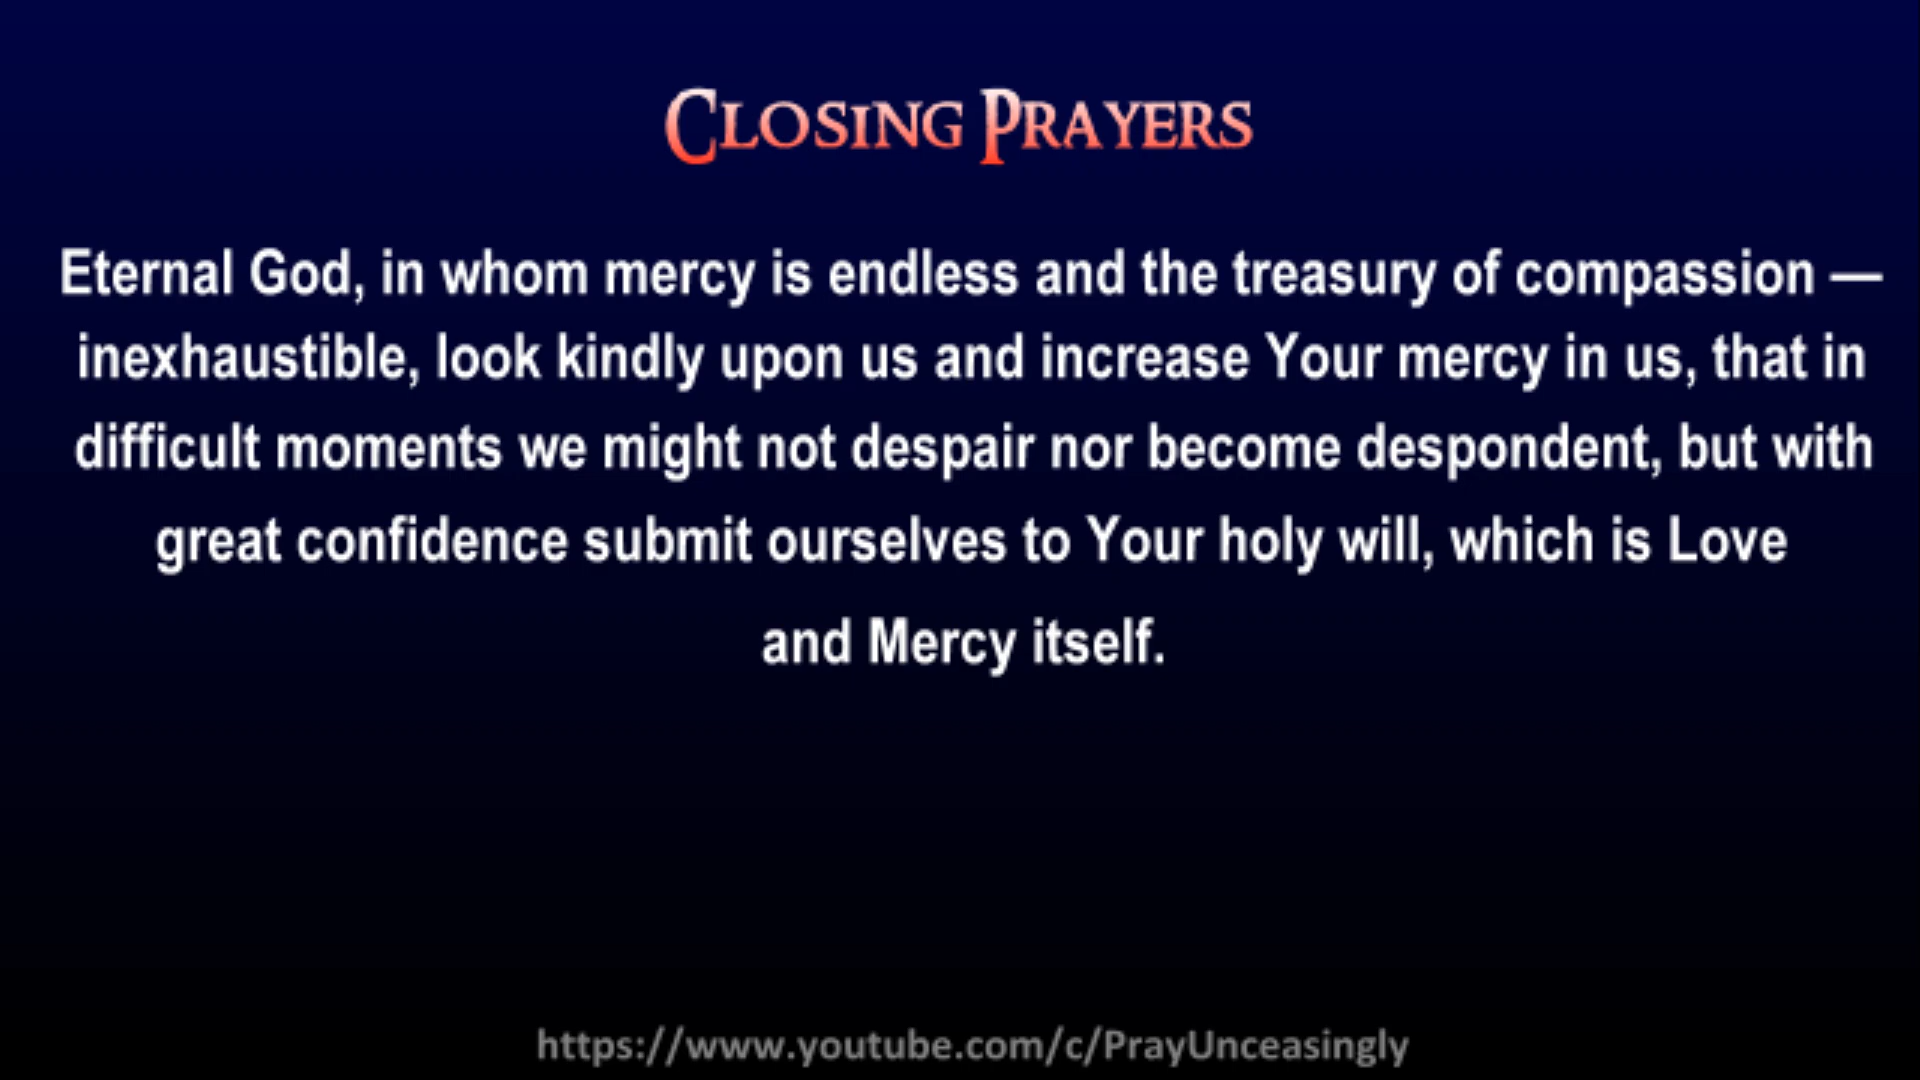 Closing Prayers
Eternal God, in whom mercy is endless and the treasury of compassion —
inexhaustible, look kindly upon us and increase Your mercy in us, that in
difficult moments we might not despair nor become despondent, but with
great confidence submit ourselves to Your holy will, which is Love
and Mercy itself.
https://www.youtube.com/c/PrayUnceasingly